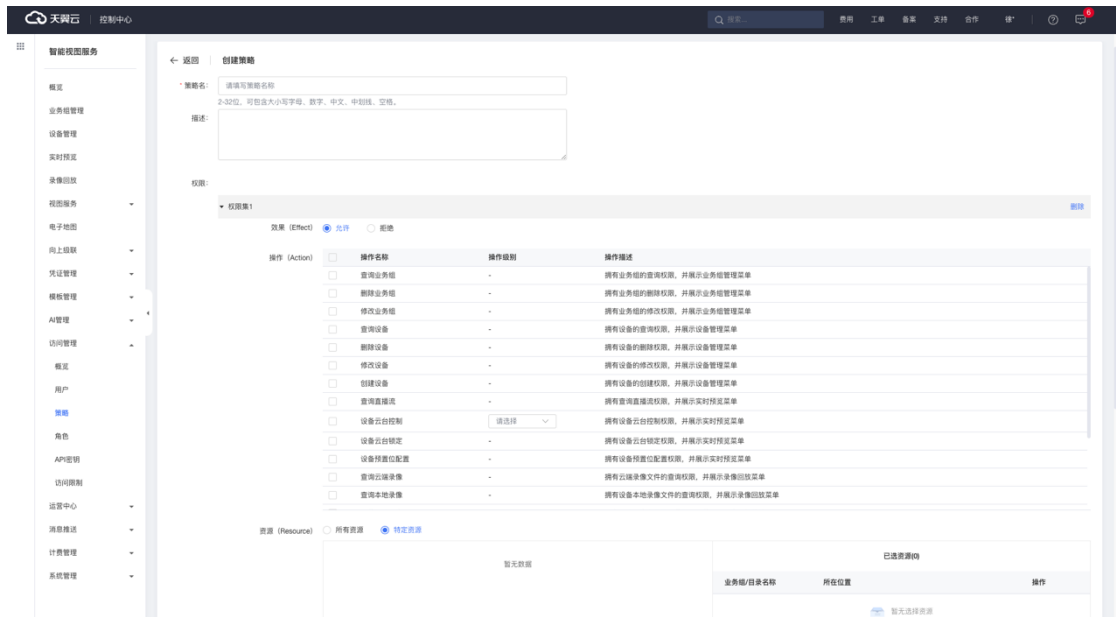 天翼云 控制中心 搜索... 费用 工单 备案 支持 合作 6
智能视图服务
概览
业务组管理
设备管理
实时预览
录像回放
视图服务
电子地图
向上级联
凭证管理
模板管理
AI管理
访问管理
概览
用户
策略
角色
API密钥
访问限制
运营中心
消息推送
计费管理
系统管理
← 返回 创建策略
* 策略名: 请填写策略名称
2-32位，可包含大小写字母、数字、中文、中划线、空格。
描述:
权限:
权限集1 删除
效果 (Effect) 允许 拒绝
操作 (Action) 操作名称 操作级别 操作描述
查询业务组 - 拥有业务组的查询权限，并展示业务组管理菜单
删除业务组 - 拥有业务组的删除权限，并展示业务组管理菜单
修改业务组 - 拥有业务组的修改权限，并展示业务组管理菜单
查询设备 - 拥有设备的查询权限，并展示设备管理菜单
删除设备 - 拥有设备的删除权限，并展示设备管理菜单
修改设备 - 拥有设备的修改权限，并展示设备管理菜单
创建设备 - 拥有设备的创建权限，并展示设备管理菜单
查询直播流 - 拥有查询直播流权限，并展示实时预览菜单
设备云台控制 请选择 拥有设备云台控制权限，并展示实时预览菜单
设备云台锁定 - 拥有设备云台锁定权限，并展示实时预览菜单
设备预置位配置 - 拥有设备预置位配置权限，并展示实时预览菜单
查询云端录像 - 拥有云端录像文件的查询权限，并展示录像回放菜单
查询本地录像 - 拥有设备本地录像文件的查询权限，并展示录像回放菜单
资源 (Resource) 所有资源 特定资源
暂无数据
已选资源(0)
业务组/目录名称 所在位置 操作
暂无选择资源